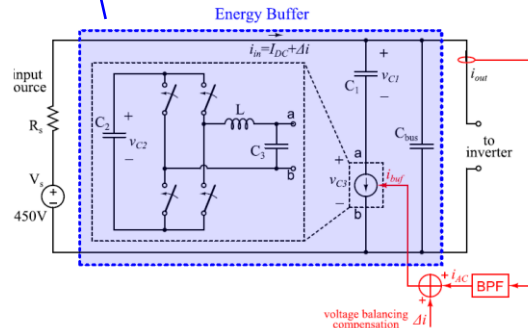 Energy Buffer
i_in=I_DC+Δi
input
ource
R_s
V_s
450V
C_2
+
v_C2
−
L
C_3
a
b
C_1
+
v_C1
−
C_bus
a
+
v_C3
−
b
i_buf
i_out
to
inverter
+
i_AC
BPF
+
voltage balancing
compensation
Δi